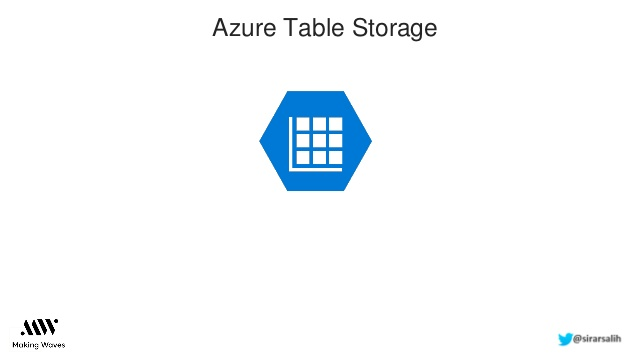 Azure Table Storage
Making Waves
@sirarsalih